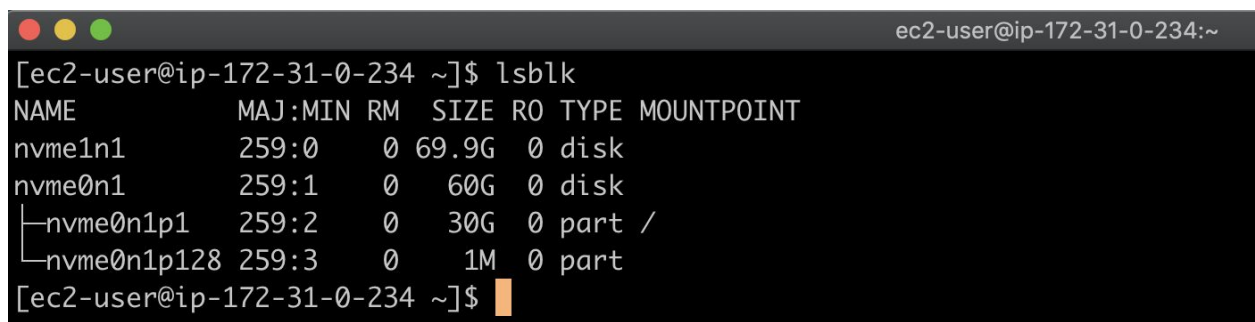 ec2-user@ip-172-31-0-234:~
[ec2-user@ip-172-31-0-234 ~]$ lsblk
NAME          MAJ:MIN RM  SIZE RO TYPE MOUNTPOINT
nvme1n1       259:0    0 69.9G  0 disk
nvme0n1       259:1    0   60G  0 disk
├─nvme0n1p1   259:2    0   30G  0 part /
└─nvme0n1p128 259:3    0    1M  0 part
[ec2-user@ip-172-31-0-234 ~]$